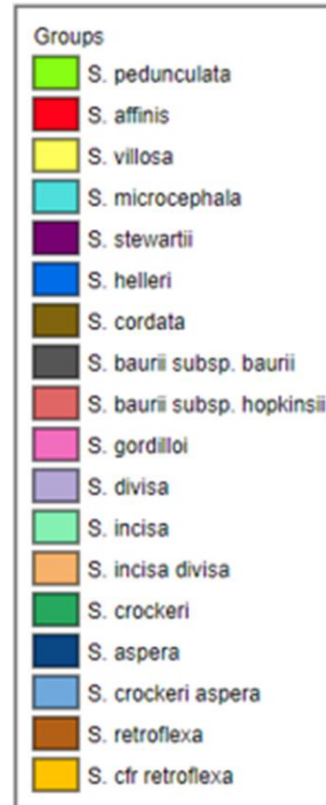 Groups
S. pedunculata
S. affinis
S. villosa
S. microcephala
S. stewartii
S. helleri
S. cordata
S. baurii subsp. baurii
S. baurii subsp. hopkinsii
S. gordilloi
S. divisa
S. incisa
S. incisa divisa
S. crockeri
S. aspera
S. crockeri aspera
S. retroflexa
S. cfr retroflexa